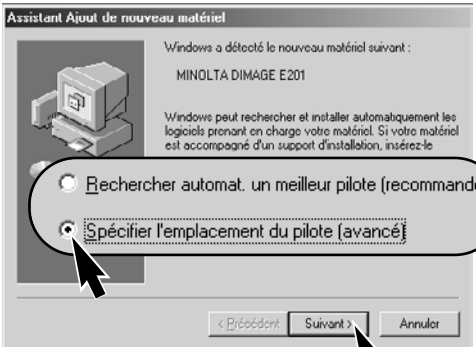 Assistant Ajout de nouveau matériel
Windows a détecté le nouveau matériel suivant :
MINOLTA DIMAGE E201
Windows peut rechercher et installer automatiquement les
logiciels prenant en charge votre matériel. Si votre matériel
est accompagné d'un support d'installation, insérez-le
Rechercher automat. un meilleur pilote (recommandé
Spécifier l'emplacement du pilote (avancé)
< Précédent Suivant > Annuler